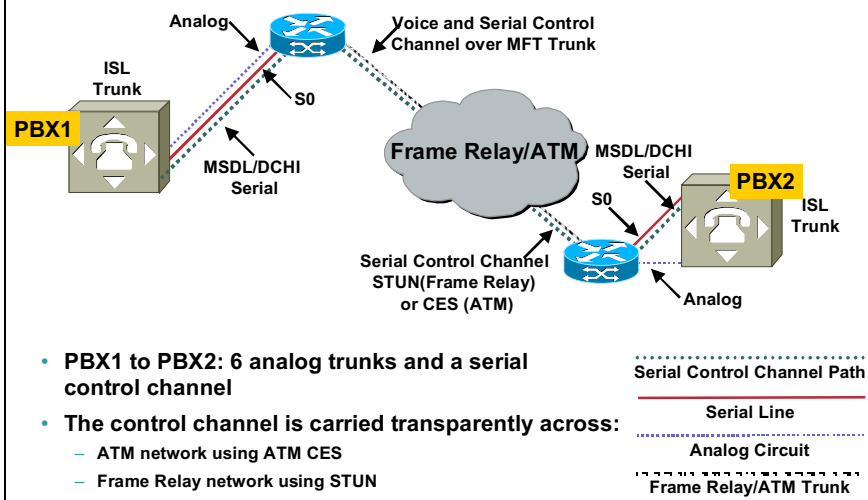 Analog
Voice and Serial Control
Channel over MFT Trunk
ISL
Trunk
S0
PBX1
MSDL/DCHI
Serial
Frame Relay/ATM
MSDL/DCHI
Serial
PBX2
S0
ISL
Trunk
Serial Control Channel
STUN(Frame Relay)
or CES (ATM)
Analog
• PBX1 to PBX2: 6 analog trunks and a serial
control channel
• The control channel is carried transparently across:
– ATM network using ATM CES
– Frame Relay network using STUN
Serial Control Channel Path
Serial Line
Analog Circuit
Frame Relay/ATM Trunk